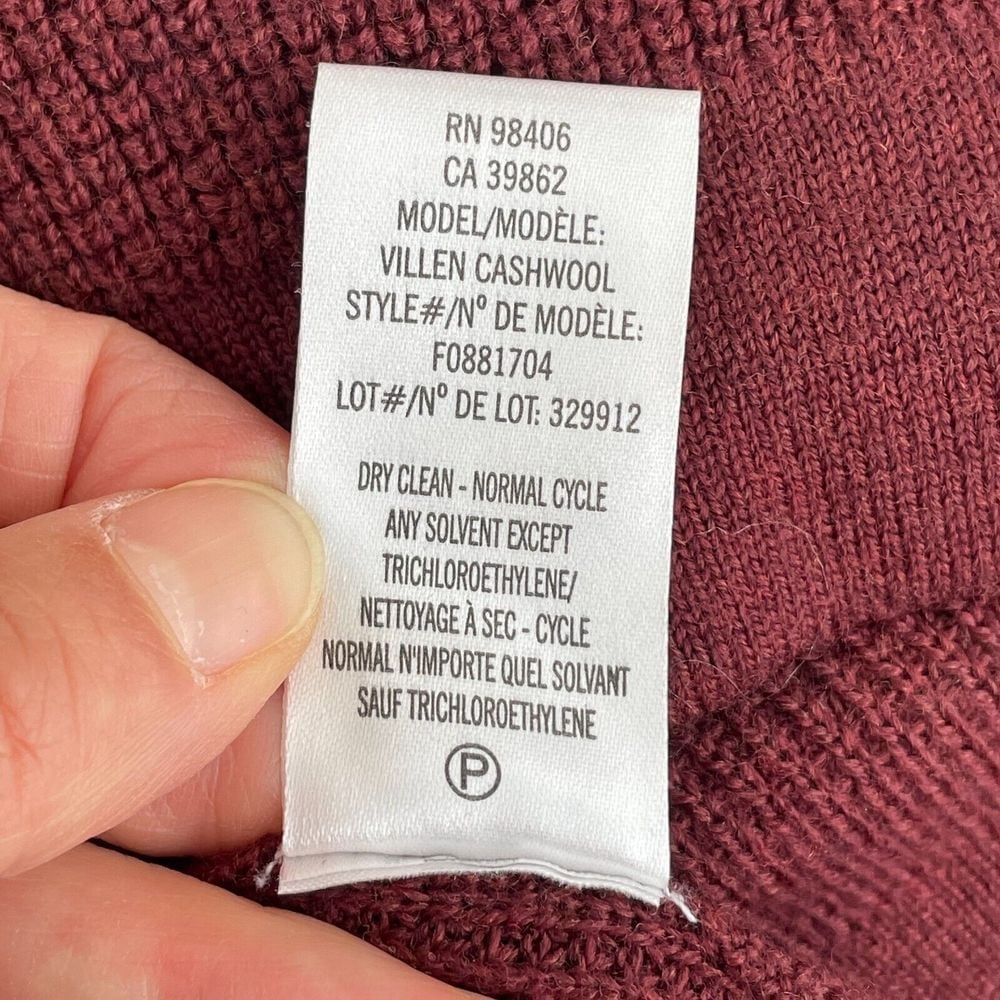 RN 98406
CA 39862
MODEL/MODÈLE:
VILLEN CASHWOOL
STYLE#/Nº DE MODÈLE:
F0881704
LOT#/Nº DE LOT: 329912
DRY CLEAN - NORMAL CYCLE
ANY SOLVENT EXCEPT
TRICHLOROETHYLENE/
NETTOYAGE À SEC - CYCLE
NORMAL N'IMPORTE QUEL SOLVANT
SAUF TRICHLOROETHYLENE
P